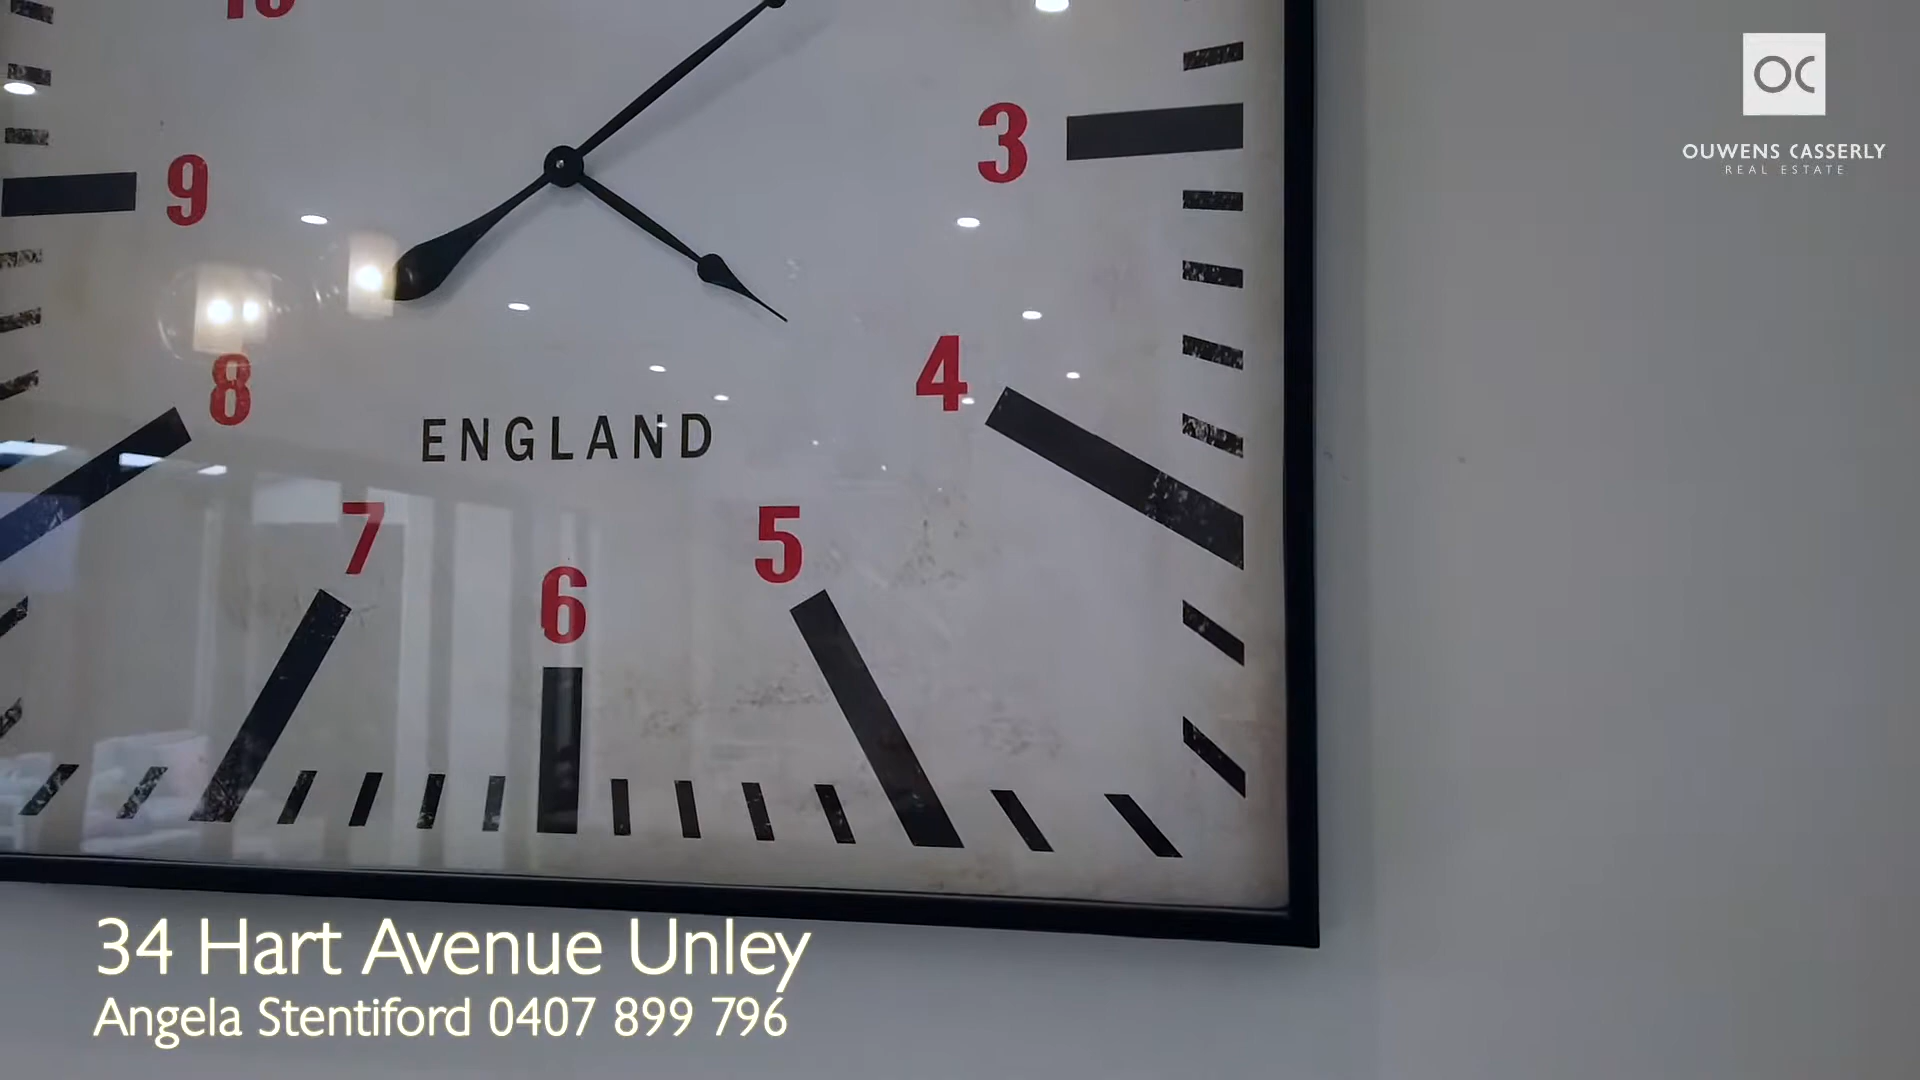 10
OC
OUWENS CASSERLY
REAL ESTATE
3
9
4
8
ENGLAND
7
5
6
34 Hart Avenue Unley
Angela Stentiford 0407 899 796